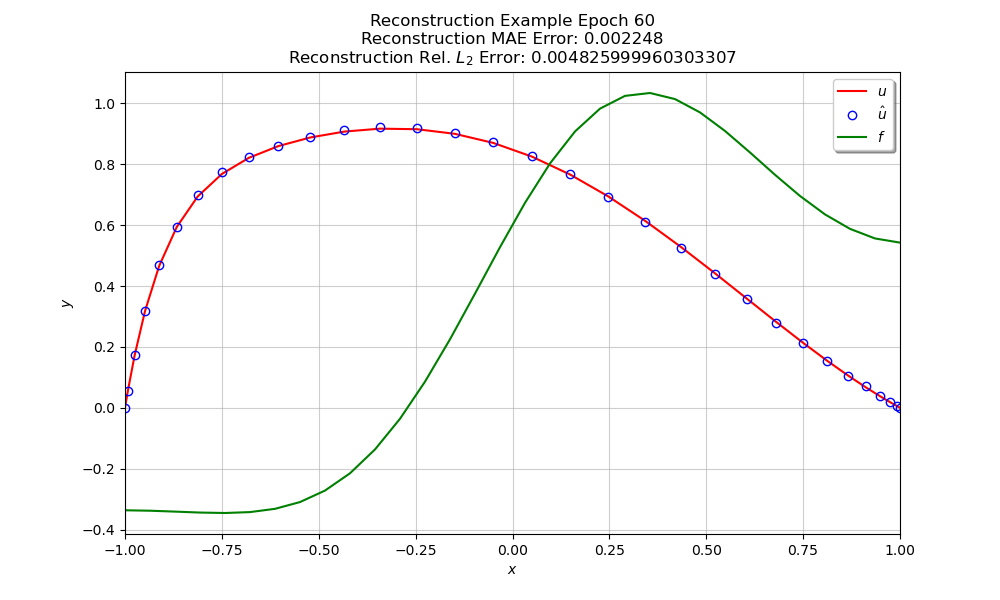 Reconstruction Example Epoch 60
Reconstruction MAE Error: 0.002248
Reconstruction Rel. $L_2$ Error: 0.004825999960303307
u
û
f
y
1.0
0.8
0.6
0.4
0.2
0.0
−0.2
−0.4
−1.00 −0.75 −0.50 −0.25 0.00 0.25 0.50 0.75 1.00
x